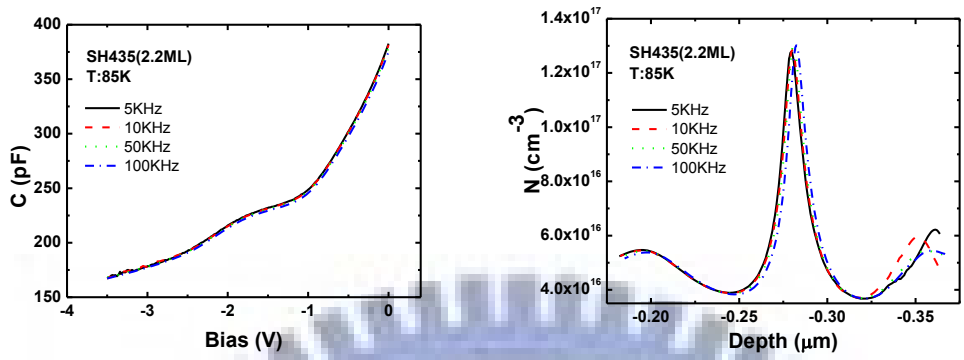 400
350
300
250
200
150
C (pF)
SH435(2.2ML)
T:85K
5KHz
10KHz
50KHz
100KHz
-4
-3
-2
-1
0
Bias (V)
1.4x10^17
1.2x10^17
1.0x10^17
8.0x10^16
6.0x10^16
4.0x10^16
N (cm^-3)
SH435(2.2ML)
T:85K
5KHz
10KHz
50KHz
100KHz
-0.20
-0.25
-0.30
-0.35
Depth (μm)